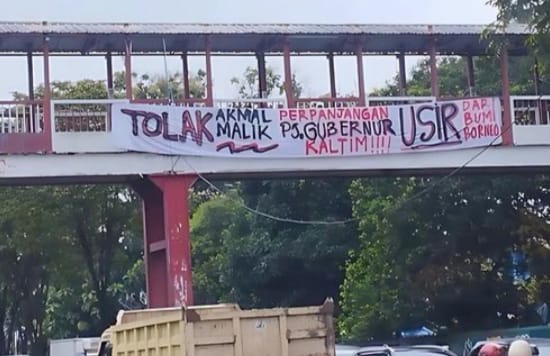 TOLAK
AKMAL
MALIK
PERPANJANGAN
PJ. GUBERNUR
KALTIM!!!!
USIR
DARI
BUMI
BORNEO